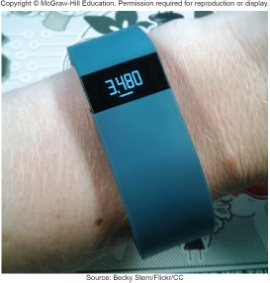 Copyright © McGraw-Hill Education. Permission required for reproduction or display.
3,480
Source: Becky Stern/Flickr/CC